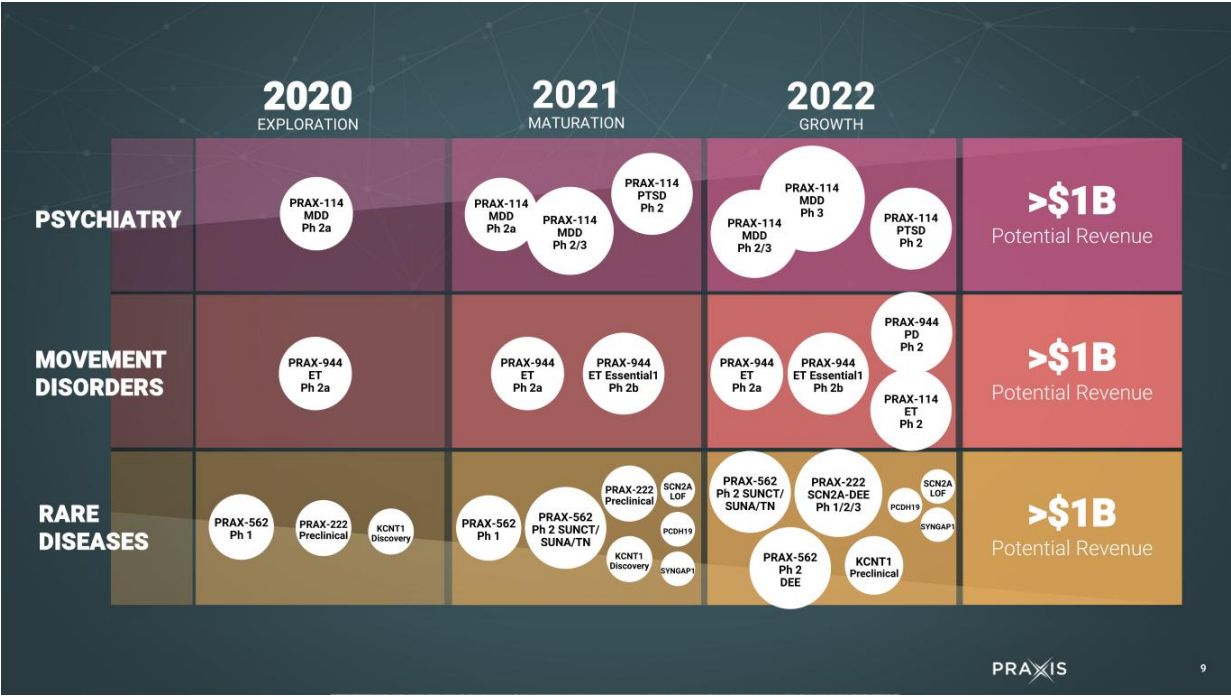 2020
EXPLORATION
2021
MATURATION
2022
GROWTH
PSYCHIATRY
PRAX-114
MDD
Ph 2a
PRAX-114
MDD
Ph 2a
PRAX-114
MDD
Ph 2/3
PRAX-114
PTSD
Ph 2
PRAX-114
MDD
Ph 2/3
PRAX-114
MDD
Ph 3
PRAX-114
PTSD
Ph 2
>$1B
Potential Revenue
MOVEMENT
DISORDERS
PRAX-944
ET
Ph 2a
PRAX-944
ET
Ph 2a
PRAX-944
ET Essential1
Ph 2b
PRAX-944
ET
Ph 2a
PRAX-944
ET Essential1
Ph 2b
PRAX-944
PD
Ph 2
PRAX-114
ET
Ph 2
>$1B
Potential Revenue
RARE
DISEASES
PRAX-562
Ph 1
PRAX-222
Preclinical
KCNT1
Discovery
PRAX-562
Ph 1
PRAX-562
Ph 2 SUNCT/
SUNA/TN
PRAX-222
Preclinical
KCNT1
Discovery
SCN2A
LOF
PCDH19
SYNGAP1
PRAX-562
Ph 2 SUNCT/
SUNA/TN
PRAX-222
SCN2A-DEE
Ph 1/2/3
PRAX-562
Ph 2
DEE
KCNT1
Preclinical
PCDH19
SCN2A
LOF
SYNGAP1
>$1B
Potential Revenue
PRAXIS
9